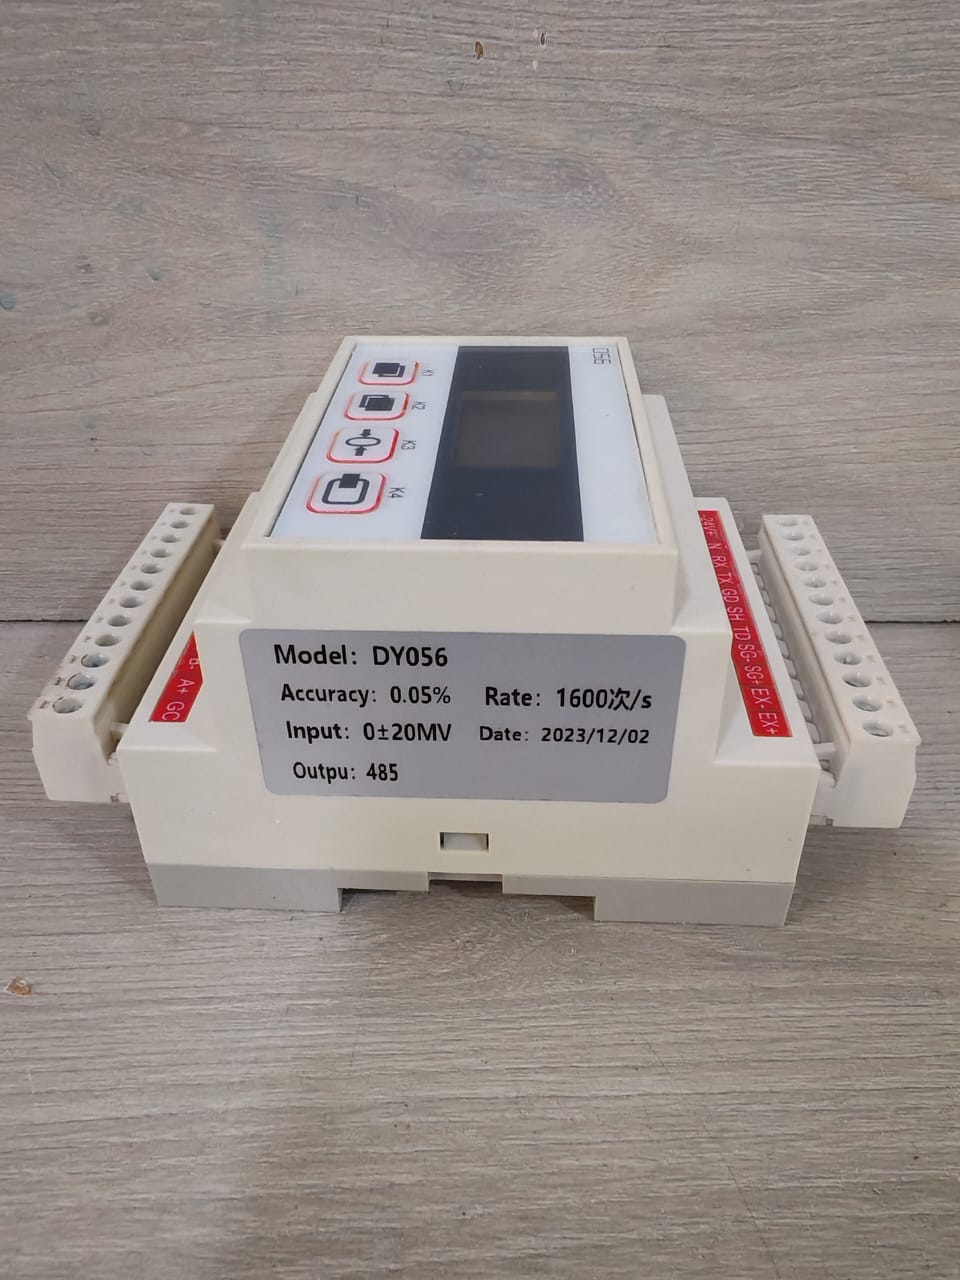 056
K1
K2
K3
K4
-24V+ N RX TX GD SH TD SG- SG+ EX- EX+
B- A+ GC
Model: DY056
Accuracy: 0.05% Rate: 1600次/s
Input: 0±20MV Date: 2023/12/02
Outpu: 485